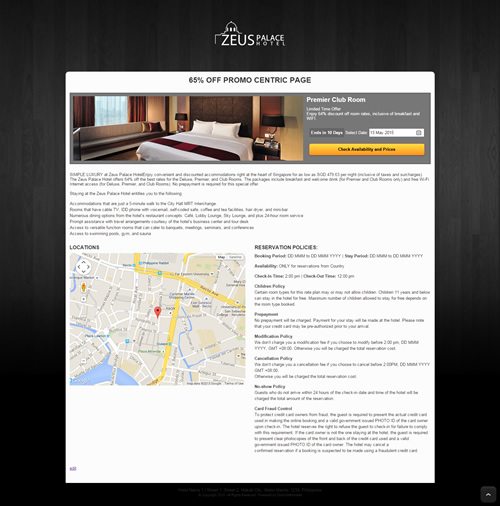 ZEUS PALACE
HOTEL
65% OFF PROMO CENTRIC PAGE
Premier Club Room
Limited Time Offer
Enjoy 64% discount off room rates, inclusive of breakfast and
WIFI.
Ends in 10 Days Select Date: 15 May 2015
Check Availability and Prices
SIMPLE LUXURY at Zeus Palace HotelEnjoy convenient and discounted accommodations right at the heart of Singapore for as low as SGD 479.63 per night (inclusive of taxes and surcharges).
The Zeus Palace Hotel offers 64% off the best rates for the Deluxe, Premier, and Club Rooms. The packages include breakfast and welcome drink (for Premier and Club Rooms only) and free Wi-Fi
Internet access (for Deluxe, Premier, and Club Rooms). No prepayment is required for this special offer.
Staying at the Zeus Palace Hotel entitles you to the following:
Accommodations that are just a 5-minute walk to the City Hall MRT Interchange
Rooms that have cable TV, IDD phone with voicemail, self-coded safe, coffee and tea facilities, hair dryer, and mini-bar
Numerous dining options from the hotel's restaurant concepts: Café, Lobby Lounge, Sky Lounge, and plus 24-hour room service
Prompt assistance with travel arrangements courtesy of the hotel's business center and tour desk
Access to versatile function rooms that can cater to banquets, meetings, seminars, and conferences
Access to swimming pools, gym, and sauna
LOCATIONS
Map Satellite
Google
Map data ©2015 Google Terms of Use
RESERVATION POLICIES:
Booking Period: DD MMM to DD MMM YYYY | Stay Period: DD MMM to DD MMM YYYY
Availability: ONLY for reservations from Country
Check-In-Time: 2:00 pm | Check-Out-Time: 12:00 pm
Children Policy
Certain room types for this rate plan may or may not allow children. Children 11 years and below
can stay in the hotel for free. Maximum number of children allowed to stay for free depends on
the room type booked.
Prepayment
No prepayment will be charged. Payment for your stay will be made at the hotel. Please note
that your credit card may be pre-authorized prior to your arrival.
Modification Policy
We don't charge you a modification fee if you choose to modify before 2:00 pm, DD MMM
YYYY, GMT +08:00. Otherwise you will be charged the total reservation cost.
Cancellation Policy
We don't charge you a cancellation fee if you choose to cancel before 2:00PM, DD MMM YYYY
GMT +08:00.
Otherwise you will be charged the total reservation cost.
No-show Policy
Guests who do not arrive within 24 hours of the check-in date and time of the hotel will be
charged the total amount of the reservation.
Card Fraud Control
To protect credit card owners from fraud, the guest is required to present the actual credit card
used in making the online booking and a valid government issued PHOTO ID of the card owner
upon check-in. The hotel reserves the right to refuse the guest to check-in for failure to comply
with this requirement. If the card owner is not the one staying at the hotel, the guest is required
to present clear photocopies of the front and back of the credit card used and a valid
government issued PHOTO ID of the card owner. The hotel may cancel a
confirmed reservation if a booking is suspected to be made using a fraudulent credit card.
edit